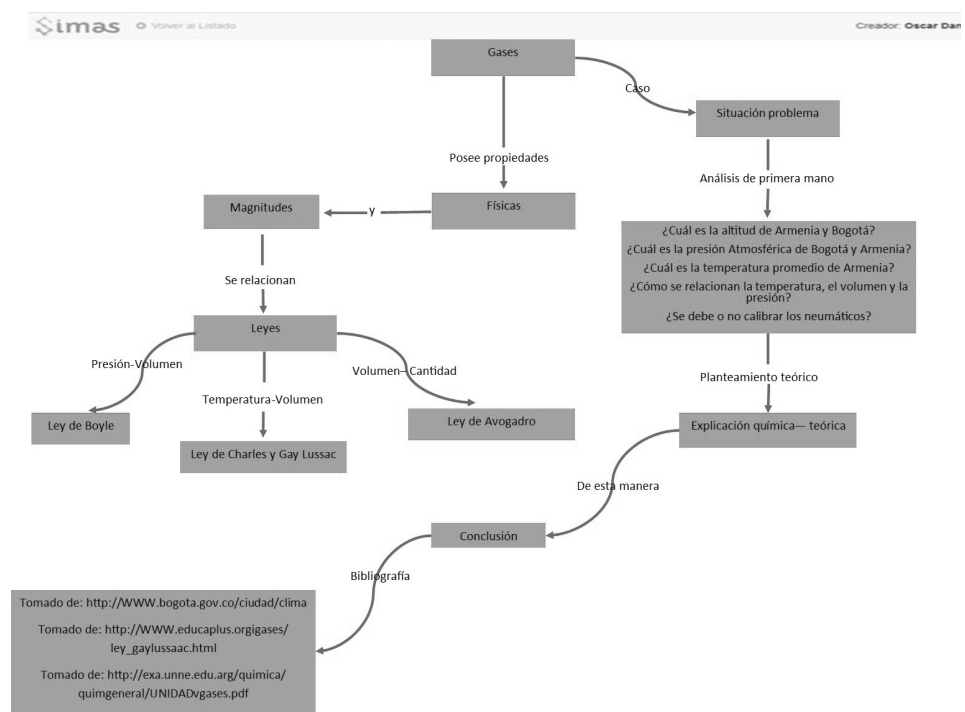 Simas
Volver al Listado
Creador: Oscar Dan
Gases
Caso
Situación problema
Posee propiedades
Análisis de primera mano
Magnitudes
y
Físicas
¿Cuál es la altitud de Armenia y Bogotá?
¿Cuál es la presión Atmosférica de Bogotá y Armenia?
¿Cuál es la temperatura promedio de Armenia?
¿Cómo se relacionan la temperatura, el volumen y la
presión?
¿Se debe o no calibrar los neumáticos?
Se relacionan
Leyes
Presión-Volumen
Volumen— Cantidad
Temperatura-Volumen
Planteamiento teórico
Ley de Boyle
Ley de Avogadro
Explicación química— teórica
Ley de Charles y Gay Lussac
De esta manera
Conclusión
Bibliografía
Tomado de: http://WWW.bogota.gov.co/ciudad/clima
Tomado de: http://WWW.educaplus.orgigases/
ley_gaylussaac.html
Tomado de: http://exa.unne.edu.arg/quimica/
quimgeneral/UNIDADvgases.pdf